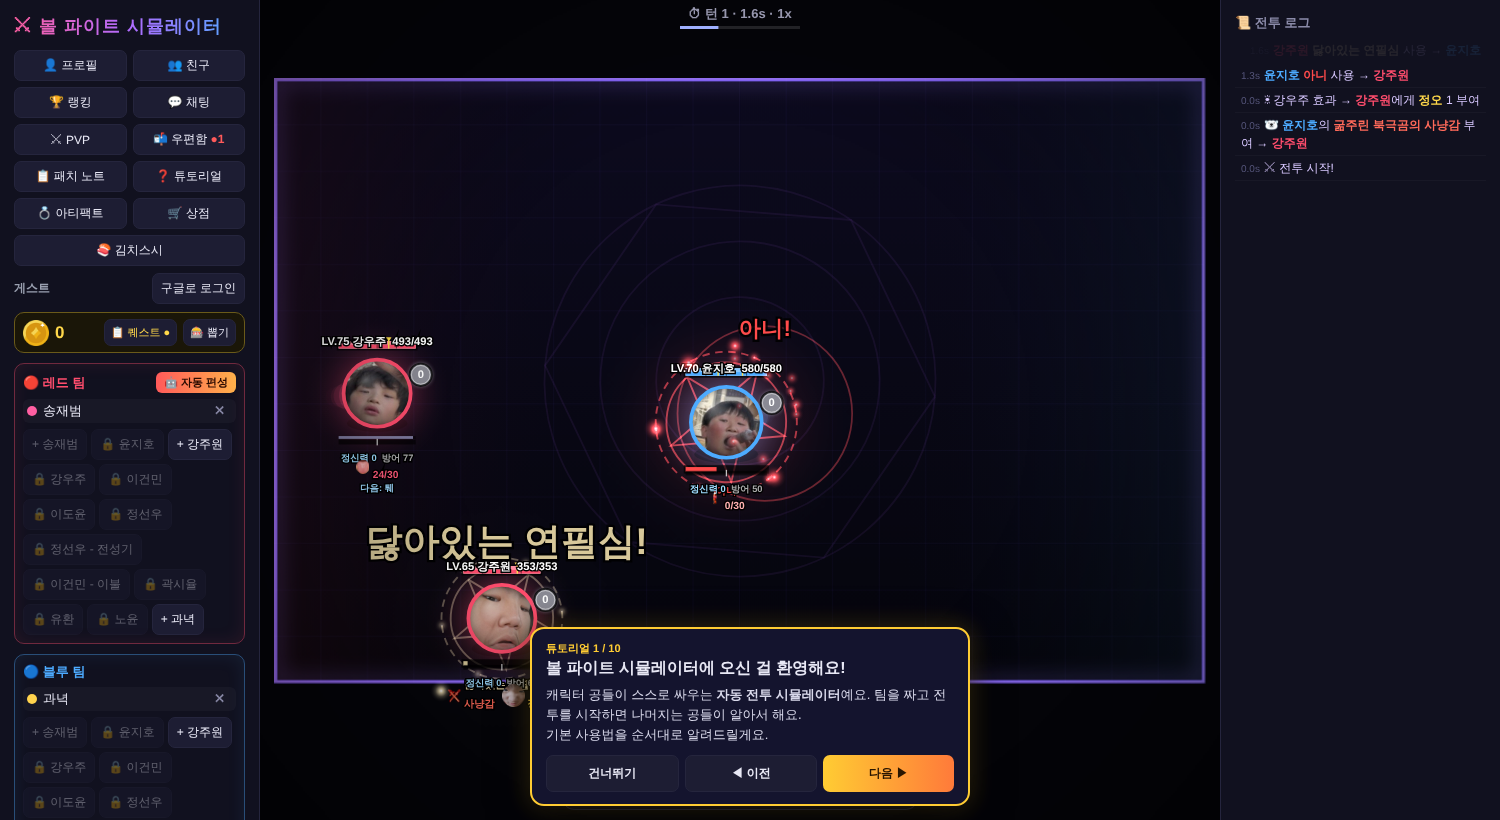 ⚔ 볼 파이트 시뮬레이터
👤 프로필
👥 친구
🏆 랭킹
💬 채팅
⚔ PVP
📬 우편함 ●1
📋 패치 노트
❓ 튜토리얼
💍 아티팩트
🛒 상점
🍣 김치스시
게스트
구글로 로그인
0
📋 퀘스트 ●
🎰 뽑기
🔴 레드 팀
🤖 자동 편성
송재범 ✕
+ 송재범
🔒 윤지호
+ 강주원
🔒 강우주
🔒 이건민
🔒 이도윤
🔒 정선우
🔒 정선우 - 전성기
🔒 이건민 - 이불
🔒 곽시율
🔒 유환
🔒 노윤
+ 과녁
🔵 블루 팀
과녁 ✕
+ 송재범
🔒 윤지호
+ 강주원
🔒 강우주
🔒 이건민
🔒 이도윤
🔒 정선우
⏱ 턴 1 · 1.6s · 1x
LV.75 강우주 493/493
0
정신력 0 방어 77
24/30
다음: 퉤
아니!
LV.70 윤지호 580/580
0
정신력 0 방어 50
0/30
닳아있는 연필심!
LV.65 강주원 353/353
0
정신력 0 방어
사냥감
튜토리얼 1 / 10
볼 파이트 시뮬레이터에 오신 걸 환영해요!
캐릭터 공들이 스스로 싸우는 자동 전투 시뮬레이터예요. 팀을 짜고 전
투를 시작하면 나머지는 공들이 알아서 해요.
기본 사용법을 순서대로 알려드릴게요.
건너뛰기
◀ 이전
다음 ▶
📜 전투 로그
강주원 닳아있는 연필심 사용 → 윤지호
1.3s 윤지호 아니 사용 → 강주원
0.0s ☀ 강우주 효과 → 강주원에게 정오 1 부여
0.0s 🐻‍❄️ 윤지호의 굶주린 북극곰의 사냥감 부
여 → 강주원
0.0s ⚔ 전투 시작!